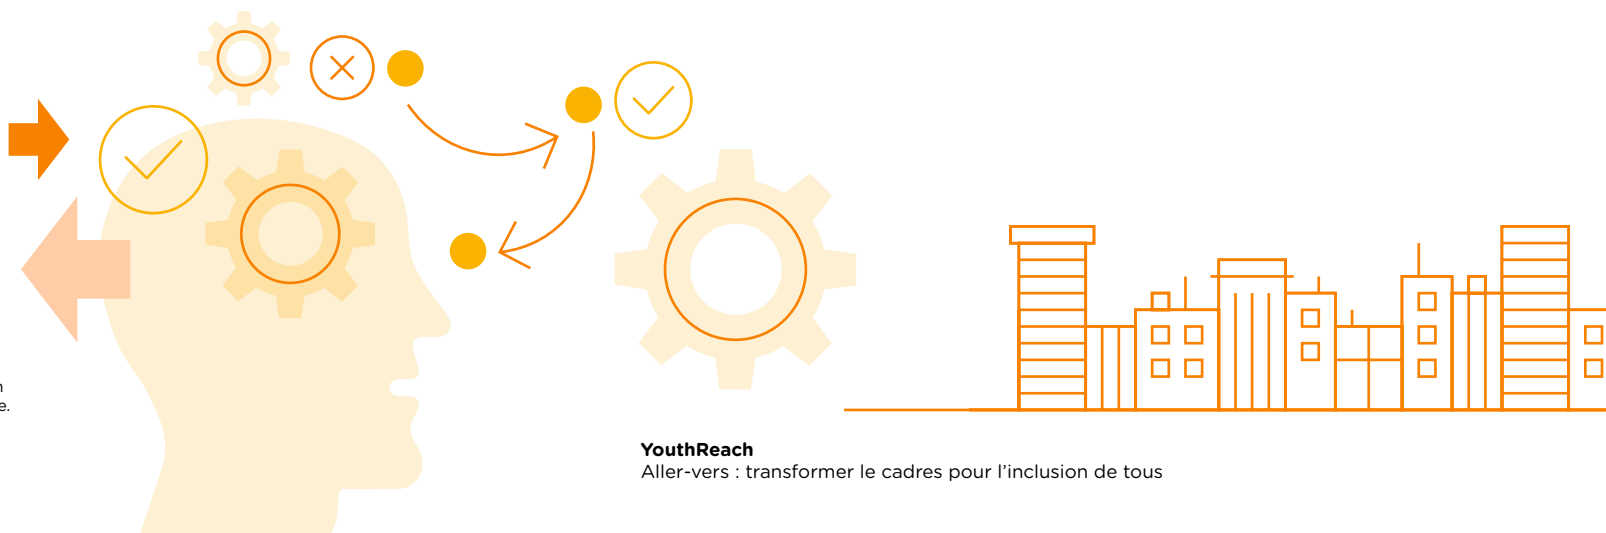 YouthReach
Aller-vers : transformer le cadres pour l’inclusion de tous